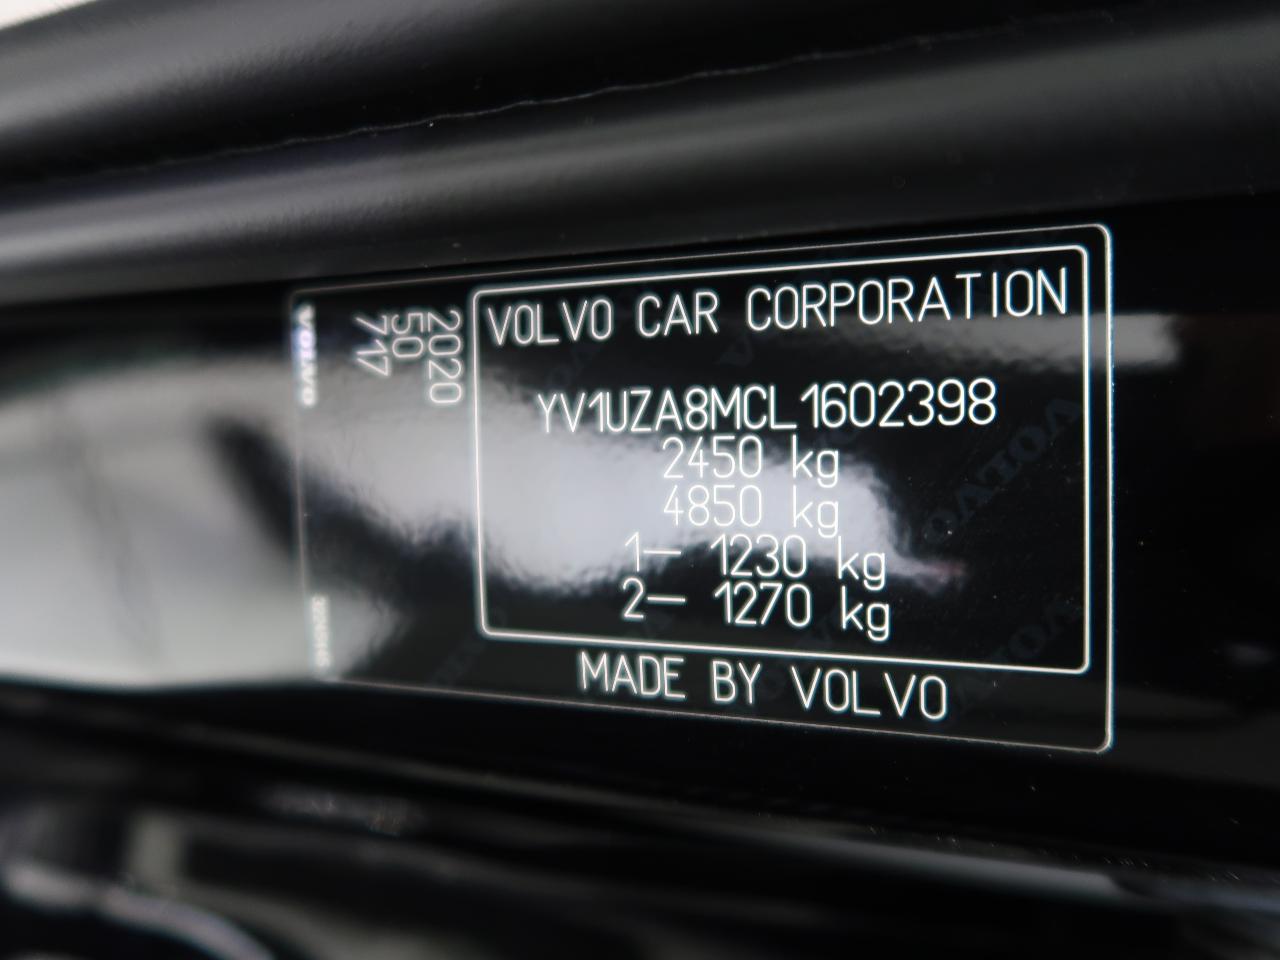 VOLVO
2020
50
717
VOLVO CAR CORPORATION
YV1UZA8MCL1602398
2450 kg
4850 kg
1— 1230 kg
2— 1270 kg
MADE BY VOLVO